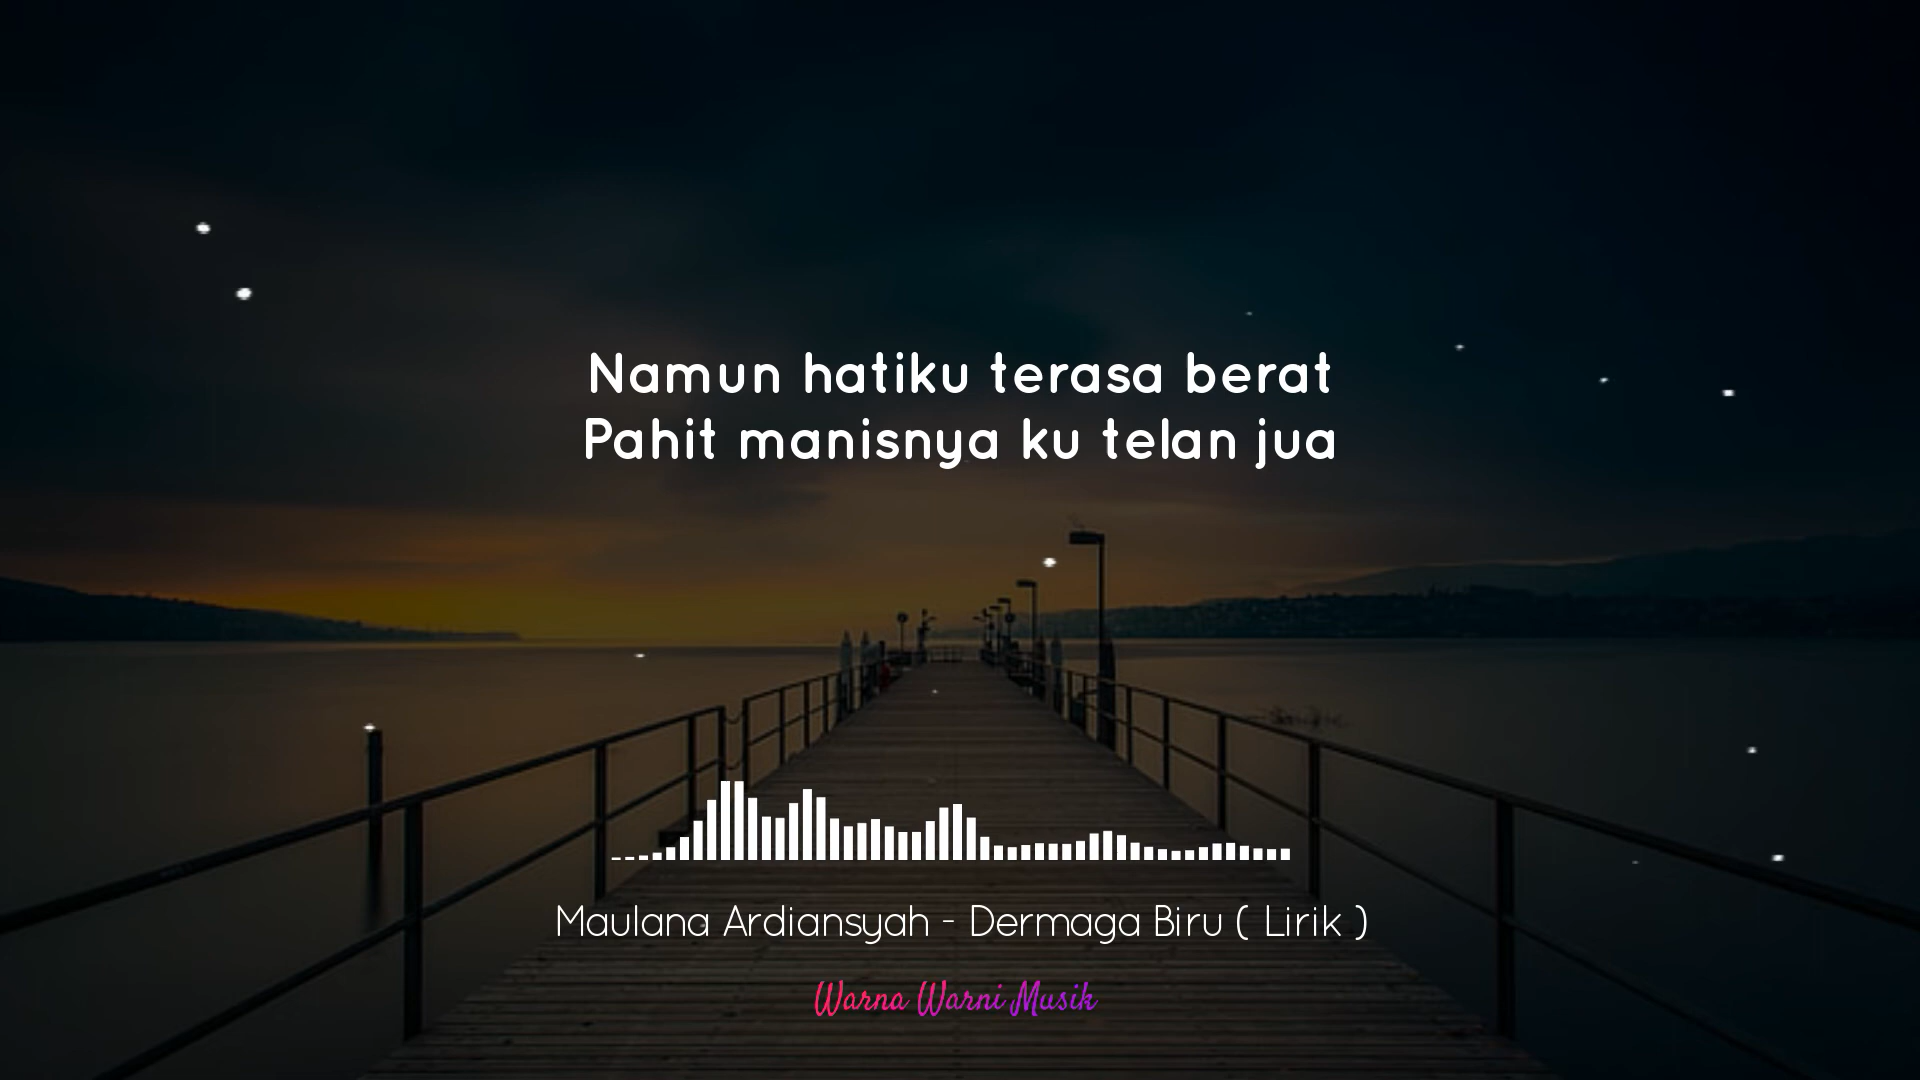 Namun hatiku terasa berat
Pahit manisnya ku telan jua
Maulana Ardiansyah - Dermaga Biru ( Lirik )
Warna Warni Musik